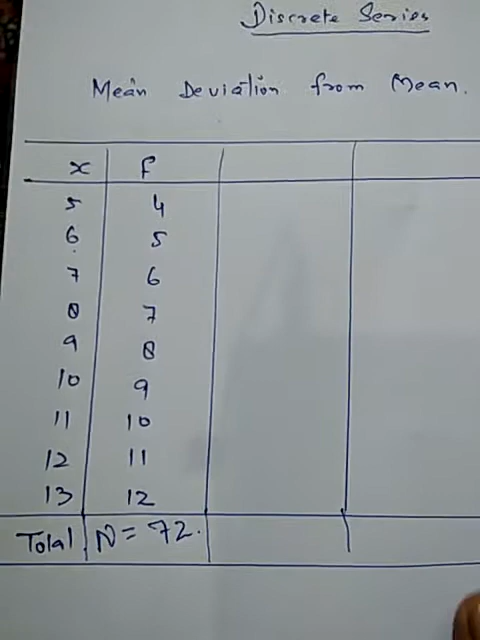 Discrete Series
Mean Deviation from Mean.
x f
5 4
6 5
7 6
8 7
9 8
10 9
11 10
12 11
13 12
Total N = 72.